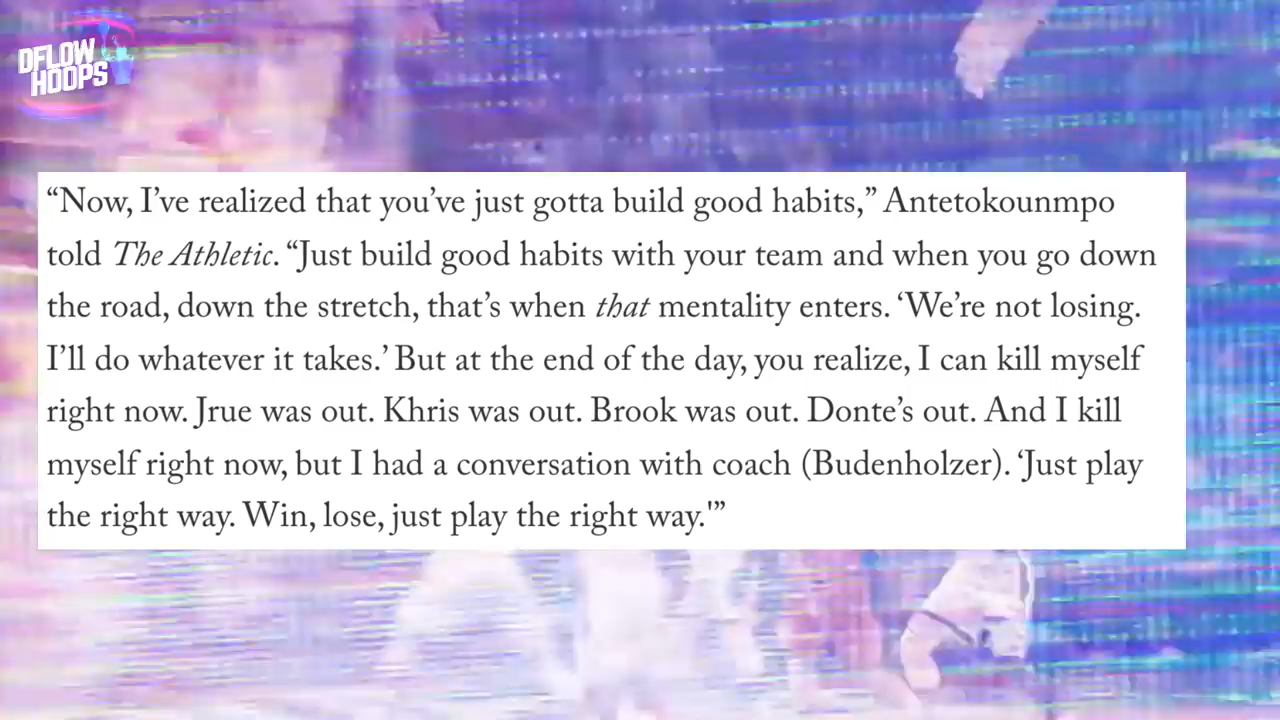 DFLOW
HOOPS
“Now, I’ve realized that you’ve just gotta build good habits,” Antetokounmpo
told The Athletic. “Just build good habits with your team and when you go down
the road, down the stretch, that’s when that mentality enters. ‘We’re not losing.
I’ll do whatever it takes.’ But at the end of the day, you realize, I can kill myself
right now. Jrue was out. Khris was out. Brook was out. Donte’s out. And I kill
myself right now, but I had a conversation with coach (Budenholzer). ‘Just play
the right way. Win, lose, just play the right way.'”